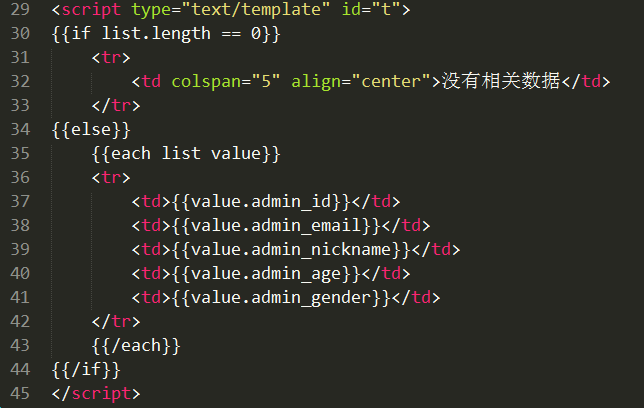 29 <script type="text/template" id="t">
30 {{if list.length == 0}}
31     <tr>
32         <td colspan="5" align="center">没有相关数据</td>
33     </tr>
34 {{else}}
35     {{each list value}}
36     <tr>
37         <td>{{value.admin_id}}</td>
38         <td>{{value.admin_email}}</td>
39         <td>{{value.admin_nickname}}</td>
40         <td>{{value.admin_age}}</td>
41         <td>{{value.admin_gender}}</td>
42     </tr>
43     {{/each}}
44 {{/if}}
45 </script>